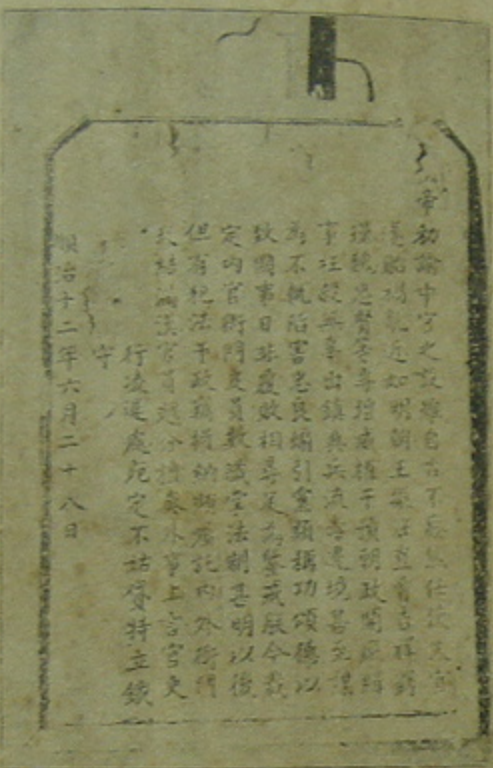 帝勑諭中官之設雖自古不廢然任使失宜
遂貽禍亂近如明朝王振汪直曹吉祥劉
瑾魏忠賢等專擅威權干預朝政開廠緝
事枉殺無辜出鎮典兵流毒邊境甚至謀
為不軌陷害忠良煽引黨類稱功頌德以
致國事日非覆敗相尋足為鑒戒朕今裁
定內官衙門及員數職掌法制甚明以後
但有犯法干政竊權納賄囑託內外衙門
交結滿漢官員越分擅奏外事上言官吏
行凌遲處死定不姑貸特立鐵
守
順治十二年六月二十八日